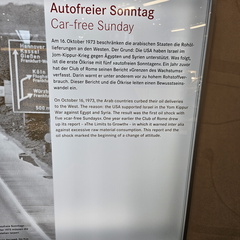 Autofreier Sonntag
Car-free Sunday
Am 16. Oktober 1973 beschränken die arabischen Staaten die Rohöl-
lieferungen an den Westen. Der Grund: Die USA haben Israel im
Jom-Kippur-Krieg gegen Ägypten und Syrien unterstützt. Was folgt,
ist die erste Ölkrise mit fünf autofreien Sonntagen. Ein Jahr zuvor
hat der Club of Rome seinen Bericht «Grenzen des Wachstums»
verfasst. Darin warnt er unter anderem vor zu hohem Rohstoffver-
brauch. Dieser Bericht und die Ölkrise leiten einen Bewusstseins-
wandel ein.
On October 16, 1973, the Arab countries curbed their oil deliveries
to the West. The reason: the USA supported Israel in the Yom Kippur
War against Egypt and Syria. The result was the first oil shock with
five «car-free Sundays». One year earlier the Club of Rome drew
up its report – «The Limits to Growth» – in which it warned inter alia
against excessive raw material consumption. This report and the
oil shock marked the beginning of a change of attitude.
Hannover
Kassel
Gießen
Köln
Würzburg